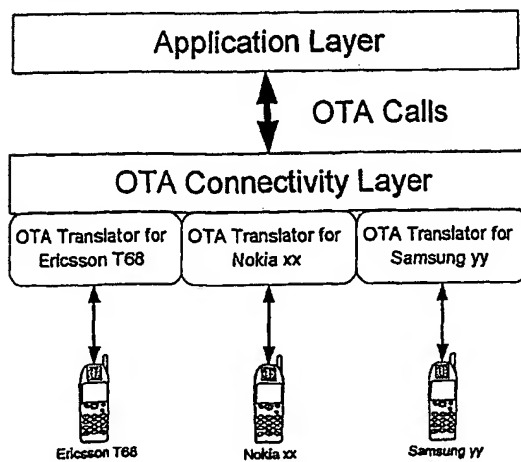 Application Layer
OTA Calls
OTA Connectivity Layer
OTA Translator for
Ericsson T68
OTA Translator for
Nokia xx
OTA Translator for
Samsung yy
Ericsson T68
Nokia xx
Samsung yy